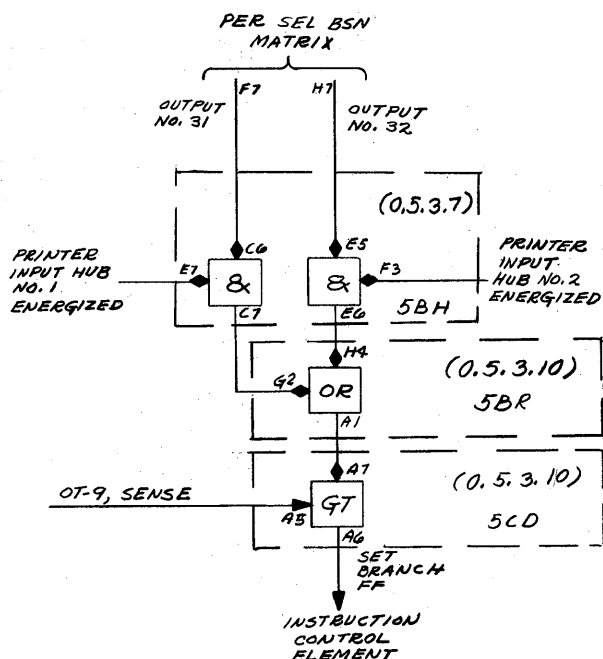 PER SEL BSN
MATRIX
F7
H7
OUTPUT
NO. 31
OUTPUT
NO. 32
(0.5.3.7)
PRINTER
INPUT HUB
NO. 1
ENERGIZED
E7
C6
&
C7
E5
&
E6
F3
PRINTER
INPUT
HUB NO. 2
ENERGIZED
5BH
H4
G2
OR
A1
(0.5.3.10)
5BR
A7
OT-9, SENSE
A3
GT
A6
(0.5.3.10)
5CD
SET
BRANCH
FF
INSTRUCTION
CONTROL
ELEMENT